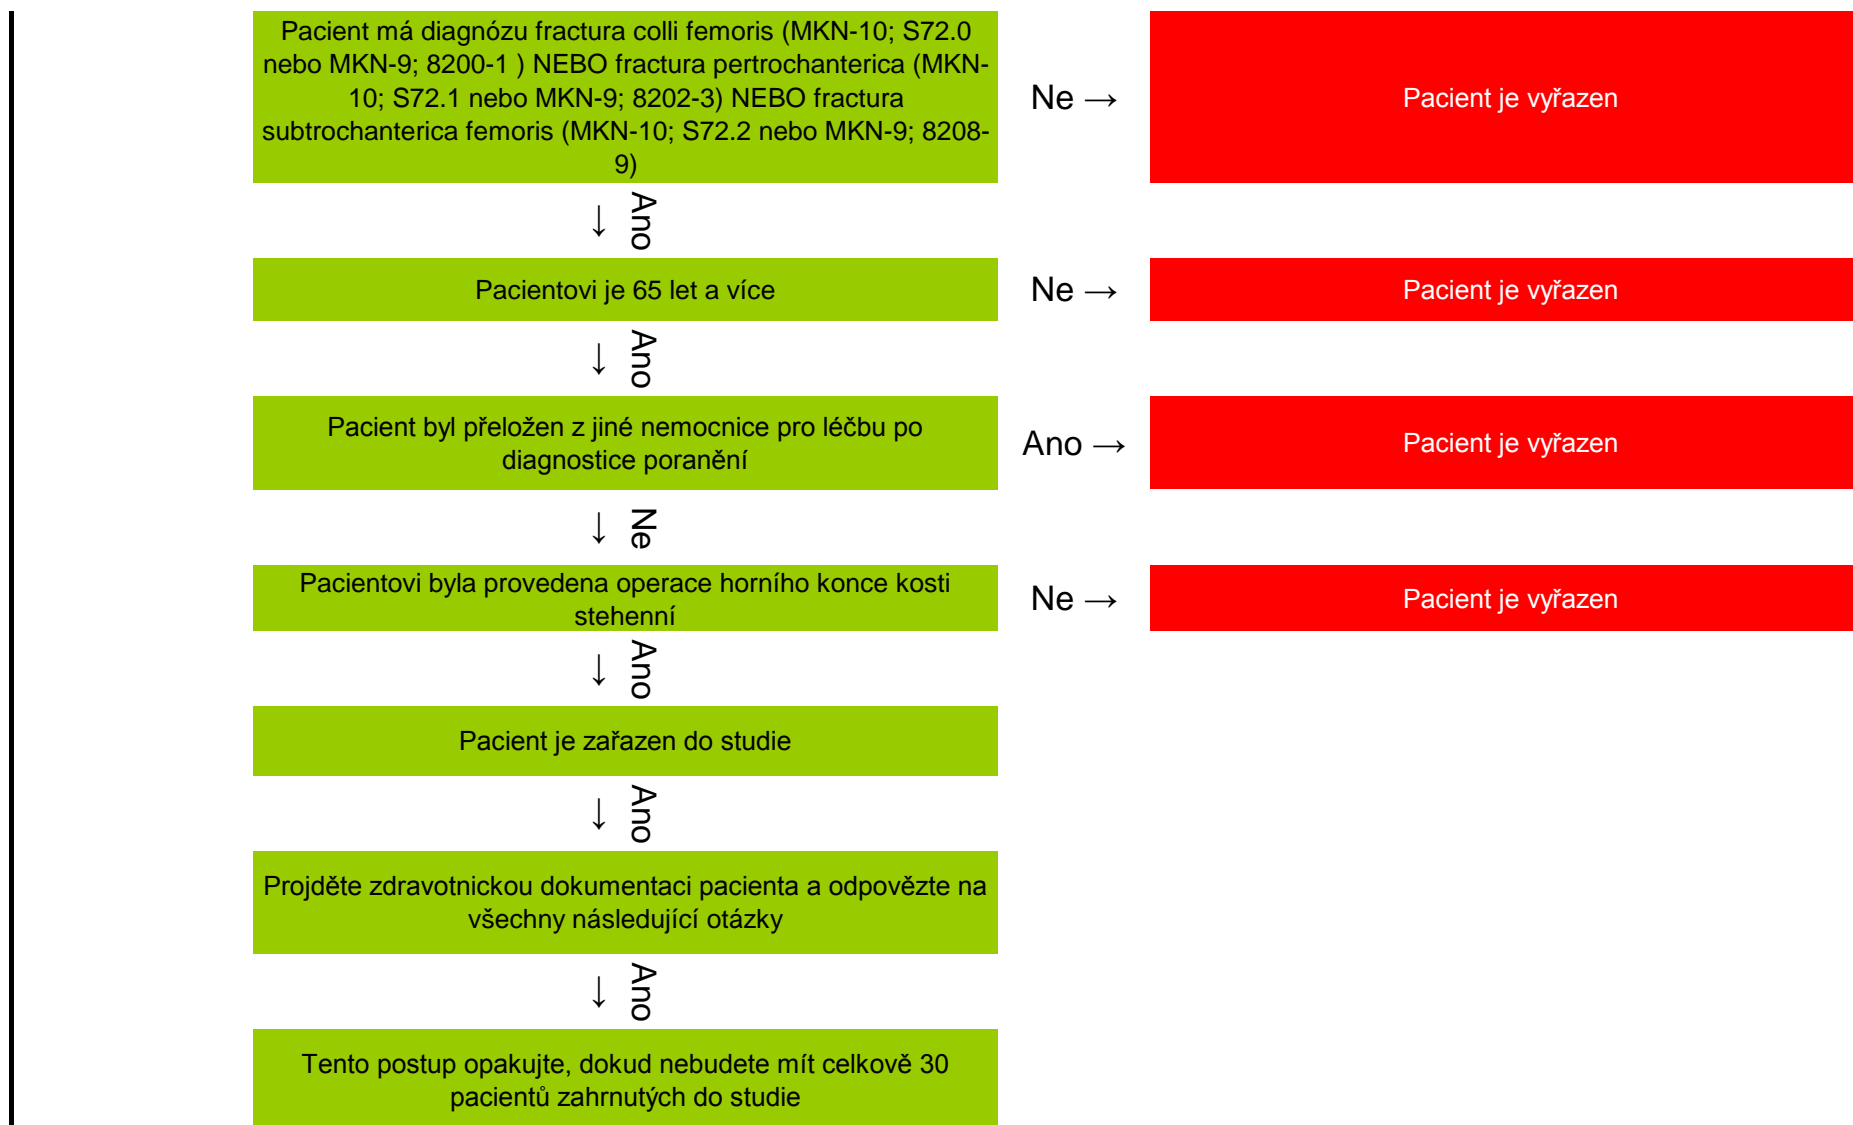 Pacient má diagnózu fractura colli femoris (MKN-10; S72.0
nebo MKN-9; 8200-1 ) NEBO fractura pertrochanterica (MKN-
10; S72.1 nebo MKN-9; 8202-3) NEBO fractura
subtrochanterica femoris (MKN-10; S72.2 nebo MKN-9; 8208-
9)
Ne →
Pacient je vyřazen
↓ Ano
Pacientovi je 65 let a více
Ne →
Pacient je vyřazen
↓ Ano
Pacient byl přeložen z jiné nemocnice pro léčbu po
diagnostice poranění
Ano →
Pacient je vyřazen
↓ Ne
Pacientovi byla provedena operace horního konce kosti
stehenní
Ne →
Pacient je vyřazen
↓ Ano
Pacient je zařazen do studie
↓ Ano
Projděte zdravotnickou dokumentaci pacienta a odpovězte na
všechny následující otázky
↓ Ano
Tento postup opakujte, dokud nebudete mít celkově 30
pacientů zahrnutých do studie